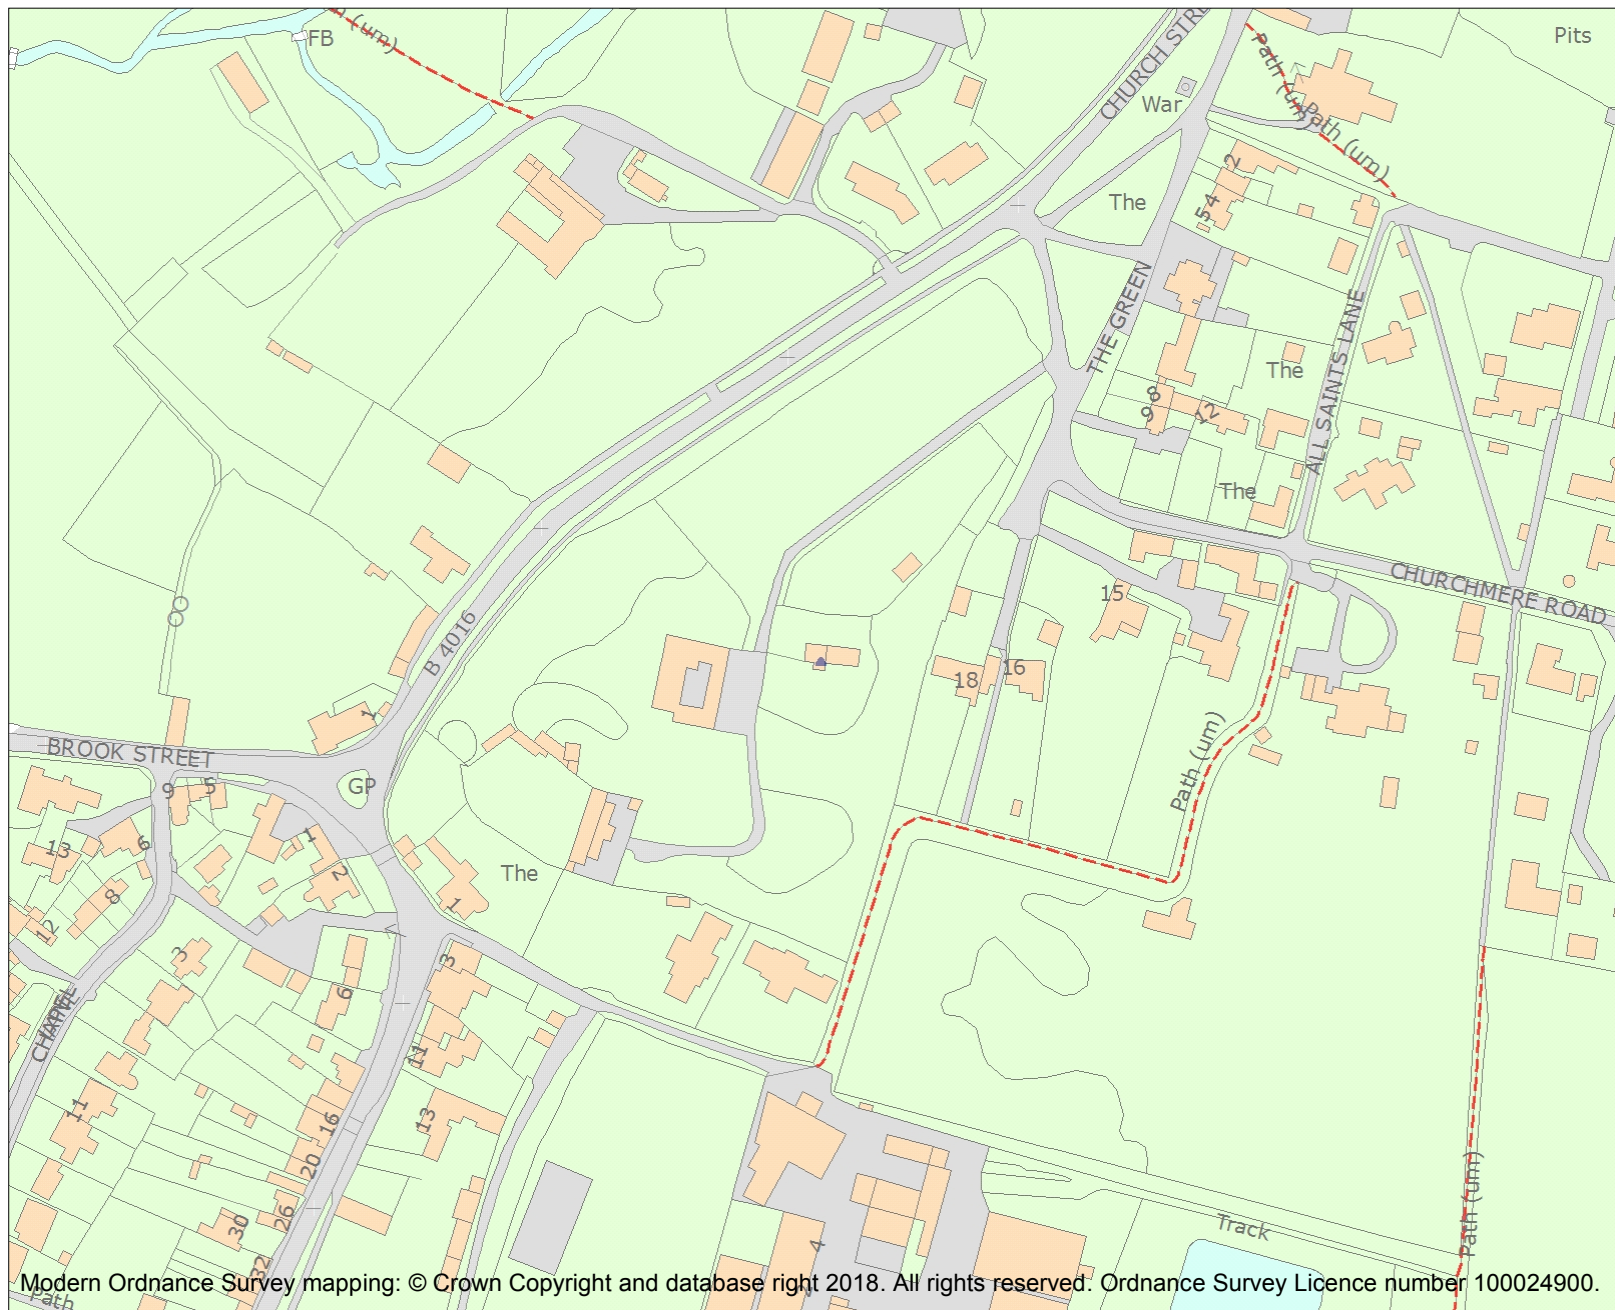 Path (um)
FB
CHURCH STRE
Path (um)
Pits
War
Path (um)
2
The
54
THE GREEN
ALL SAINTS LANE
The
8
9
12
The
CHURCHMERE ROAD
15
B 4016
16
18
1
Path (um)
BROOK STREET
GP
9
5
13
6
1
2
The
8
1
12
3
3
6
CHAPEL
11
11
16
13
20
26
30
32
4
Track
Path (um)
Path
Modern Ordnance Survey mapping: © Crown Copyright and database right 2018. All rights reserved. Ordnance Survey Licence number 100024900.